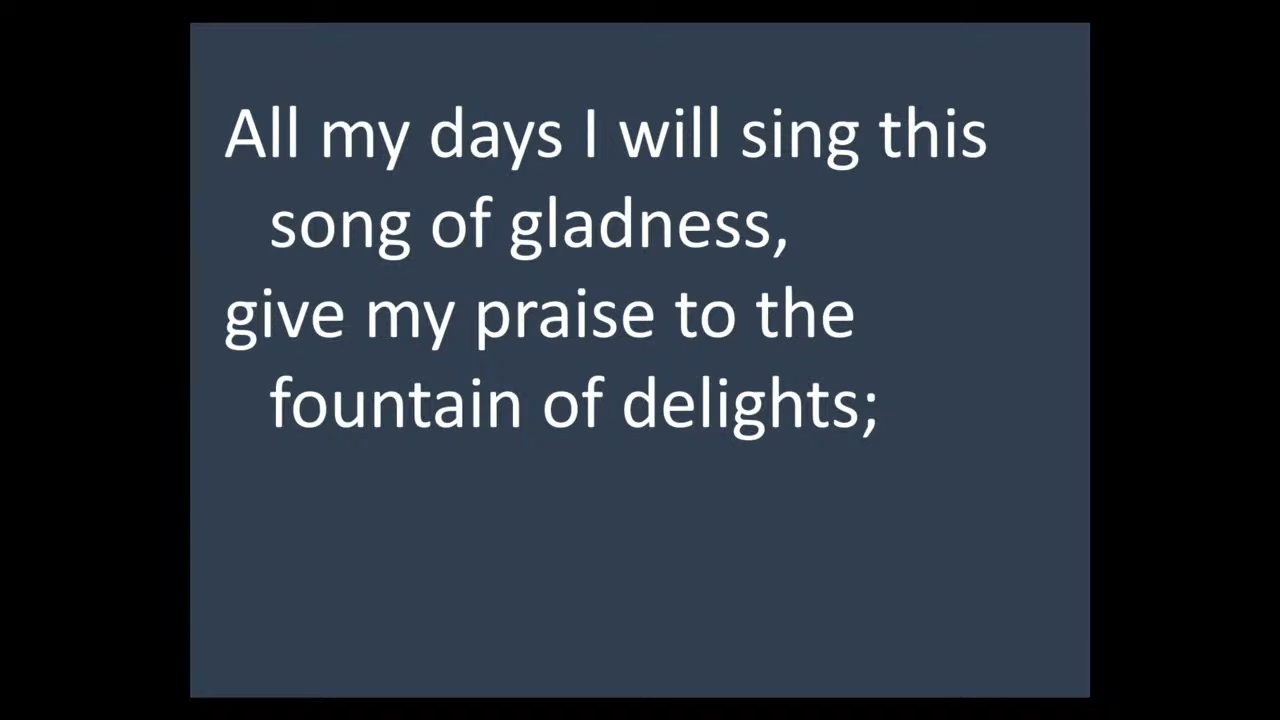 All my days I will sing this
song of gladness,
give my praise to the
fountain of delights;